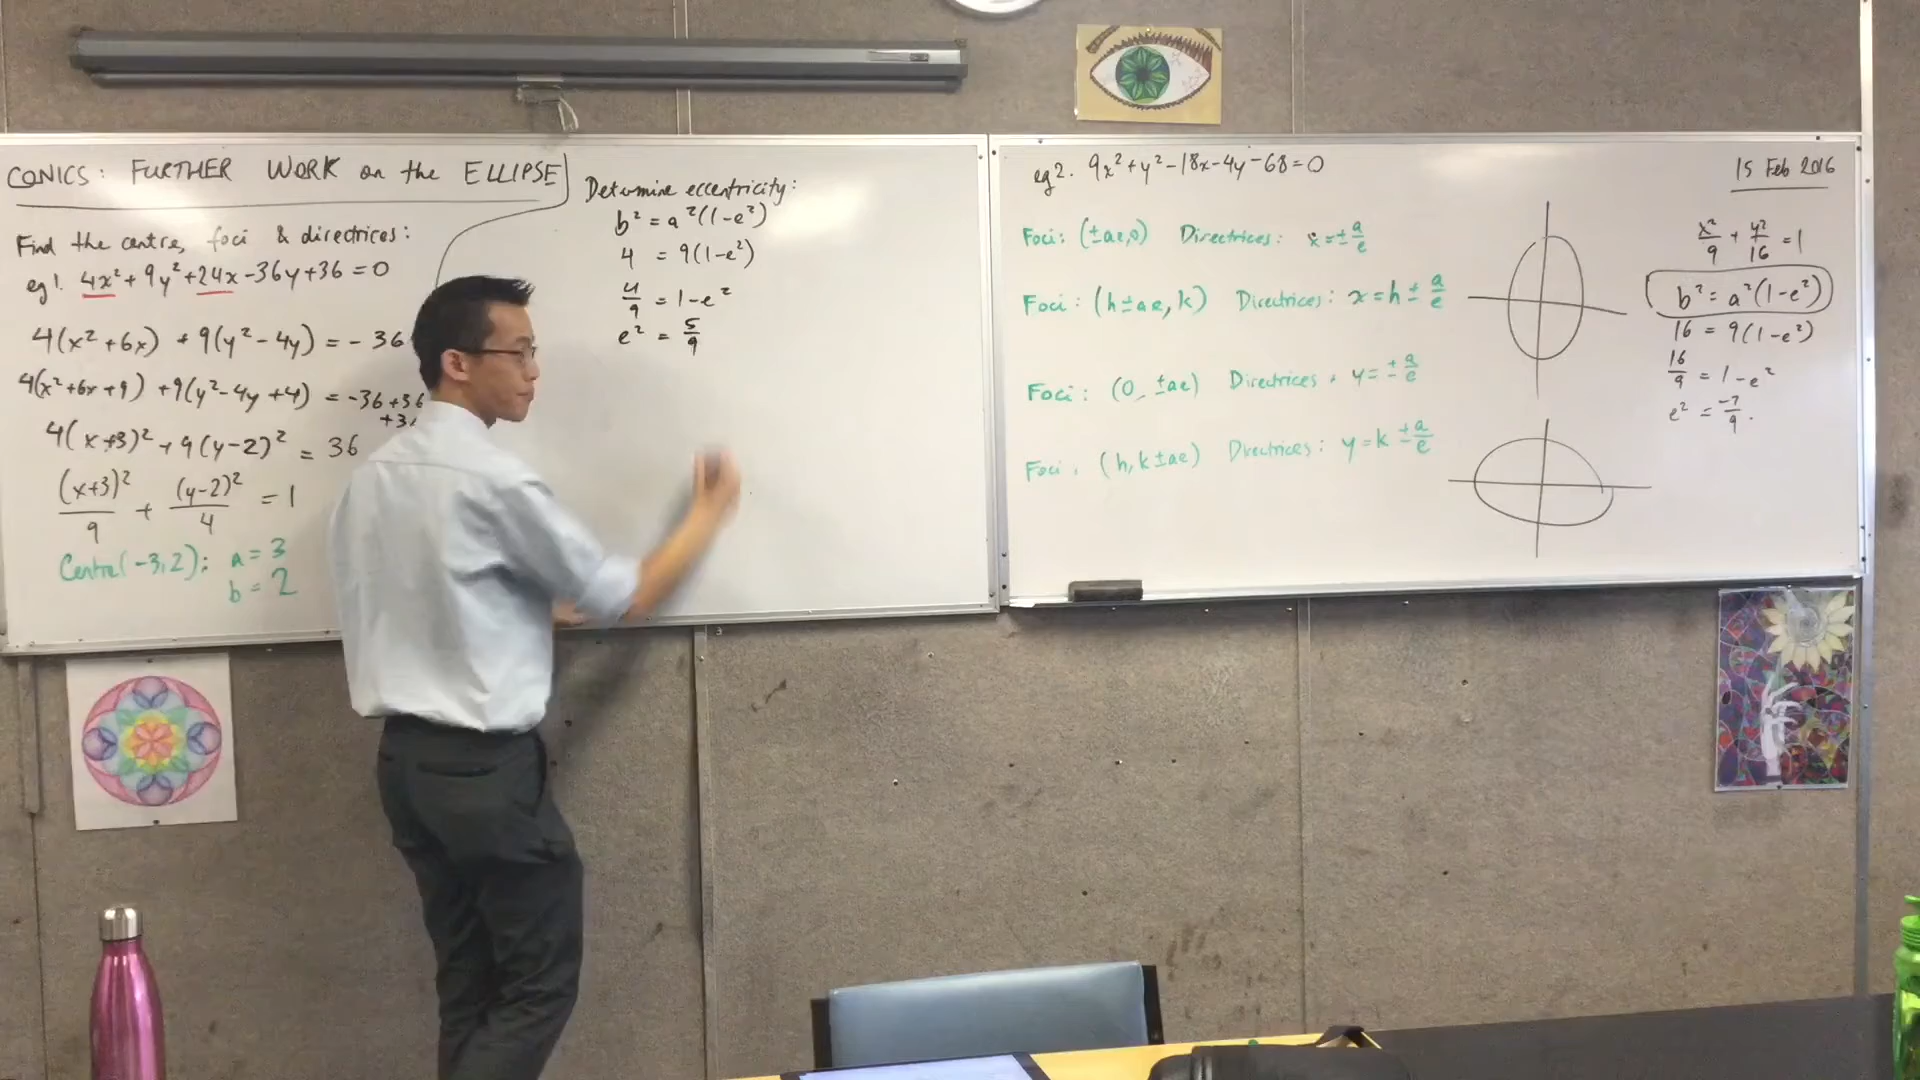 CONICS: FURTHER WORK on the ELLIPSE
Find the centre, foci & directrices:
eg1. 4x² + 9y² + 24x - 36y + 36 = 0
4(x² + 6x) + 9(y² - 4y) = - 36
4(x² + 6x + 9) + 9(y² - 4y + 4) = -36 + 36
+ 3
4(x+3)² + 9(y-2)² = 36
(x+3)²/9 + (y-2)²/4 = 1
Centre(-3,2): a = 3
b = 2
Determine eccentricity:
b² = a²(1-e²)
4 = 9(1-e²)
4/9 = 1-e²
e² = 5/9
eg2. 9x² + y² - 18x - 4y - 68 = 0
Foci: (±ae,0) Directrices: x = ± a/e
Foci: (h ± ae, k) Directrices: x = h ± a/e
Foci: (0, ±ae) Directrices: y = ± a/e
Foci: (h, k ± ae) Directrices: y = k ± a/e
15 Feb 2016
x²/9 + y²/16 = 1
b² = a²(1-e²)
16 = 9(1-e²)
16/9 = 1-e²
e² = -7/9.